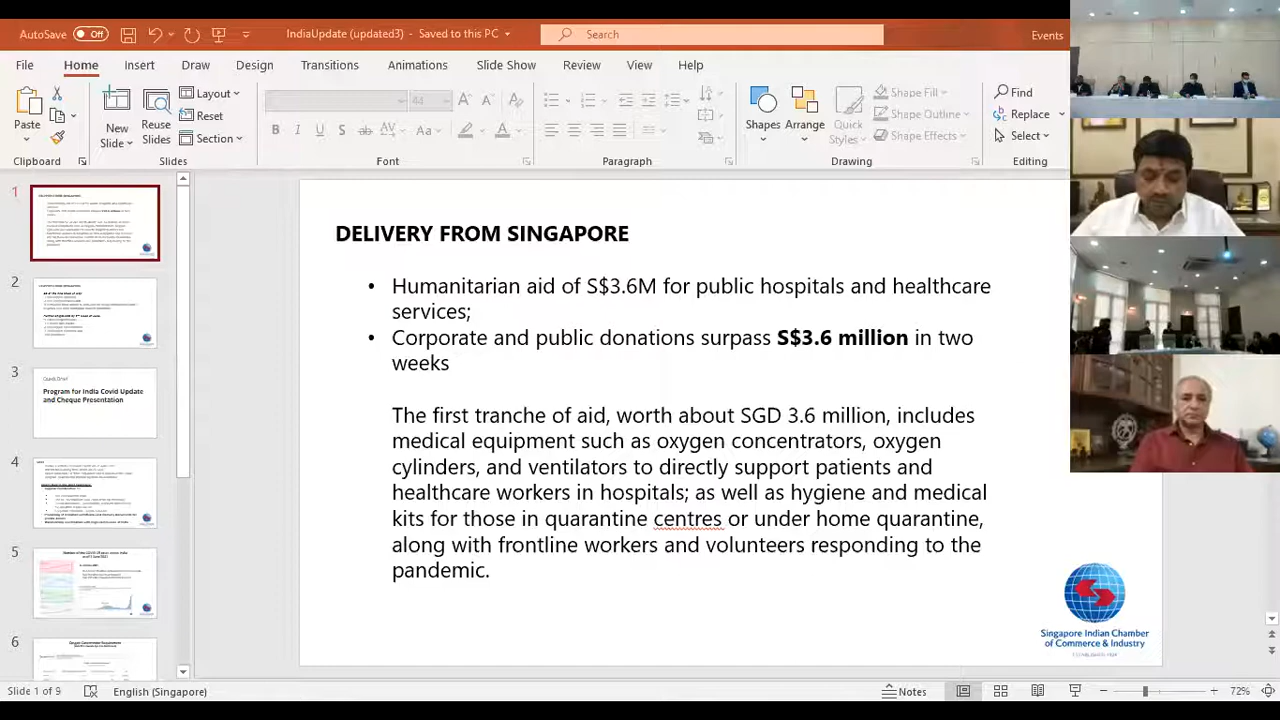 AutoSave Off IndiaUpdate (updated3) - Saved to this PC Search Events
File Home Insert Draw Design Transitions Animations Slide Show Review View Help
Paste
New Slide
Reuse Slides
Layout
Reset
Section
Shapes
Arrange
Quick Styles
Shape Fill
Shape Outline
Shape Effects
Find
Replace
Select
Clipboard Slides Font Paragraph Drawing Editing
1
2
3
Program for India Covid Update
and Cheque Presentation
5
6
DELIVERY FROM SINGAPORE
• Humanitarian aid of S$3.6M for public hospitals and healthcare
services;
• Corporate and public donations surpass S$3.6 million in two
weeks
The first tranche of aid, worth about SGD 3.6 million, includes
medical equipment such as oxygen concentrators, oxygen
cylinders, and ventilators to directly support patients and
healthcare workers in hospitals, as well as hygiene and medical
kits for those in quarantine centres or under home quarantine,
along with frontline workers and volunteers responding to the
pandemic.
Singapore Indian Chamber
of Commerce & Industry
Slide 1 of 9 English (Singapore) Notes 72%